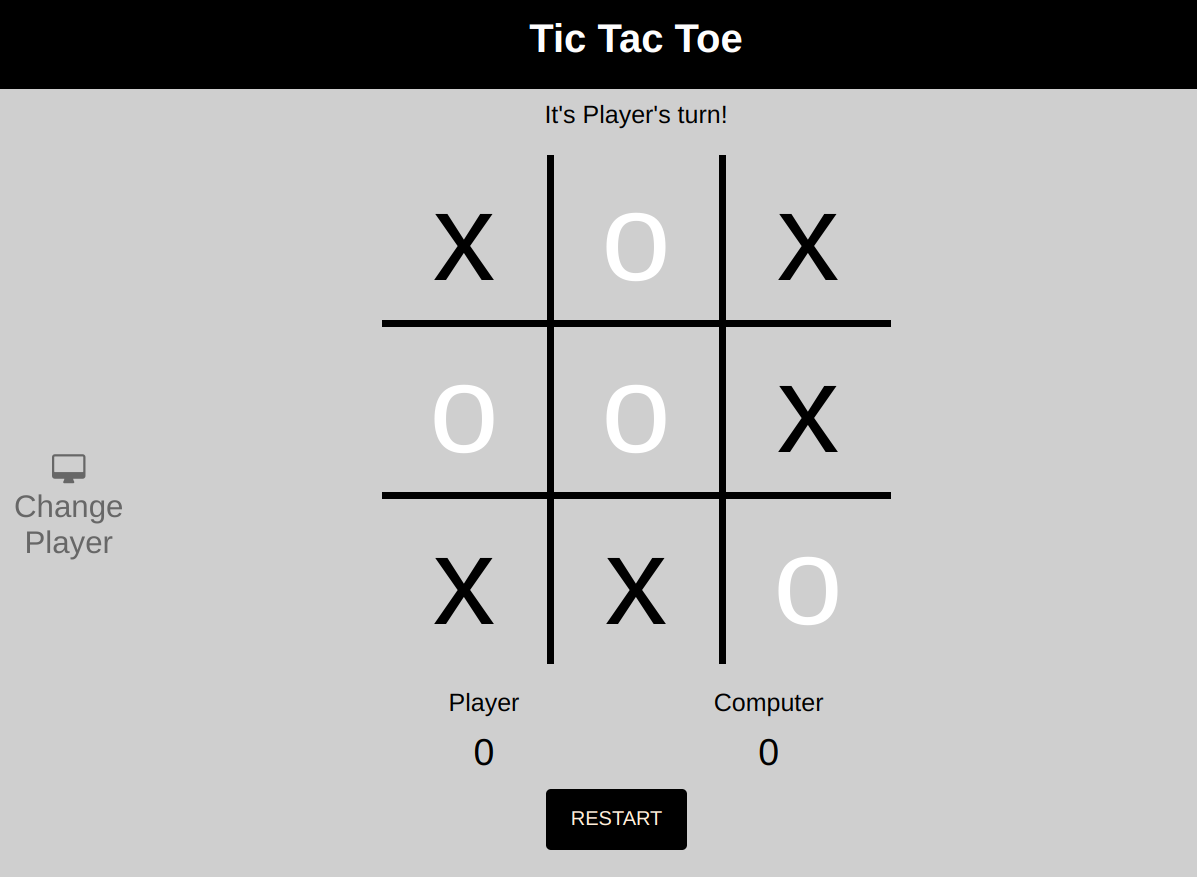 Tic Tac Toe
It's Player's turn!
X O X
O O X
X X O
Change
Player
Player Computer
0 0
RESTART